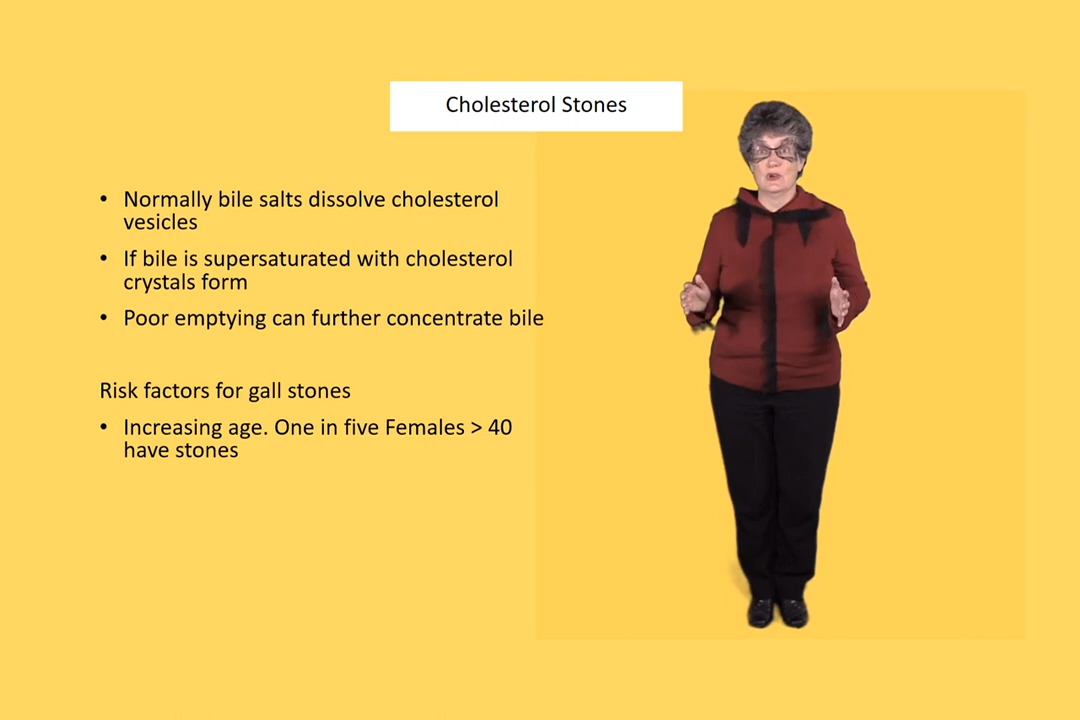 Cholesterol Stones
• Normally bile salts dissolve cholesterol
vesicles
• If bile is supersaturated with cholesterol
crystals form
• Poor emptying can further concentrate bile
Risk factors for gall stones
• Increasing age. One in five Females > 40
have stones